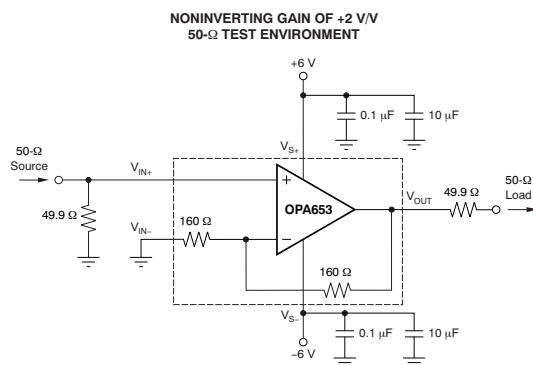 NONINVERTING GAIN OF +2 V/V
50-Ω TEST ENVIRONMENT
+6 V
0.1 μF
10 μF
V_S+
50-Ω
Source
V_IN+
49.9 Ω
V_IN−
160 Ω
+
−
OPA653
V_OUT
49.9 Ω
50-Ω
Load
160 Ω
V_S−
0.1 μF
10 μF
−6 V